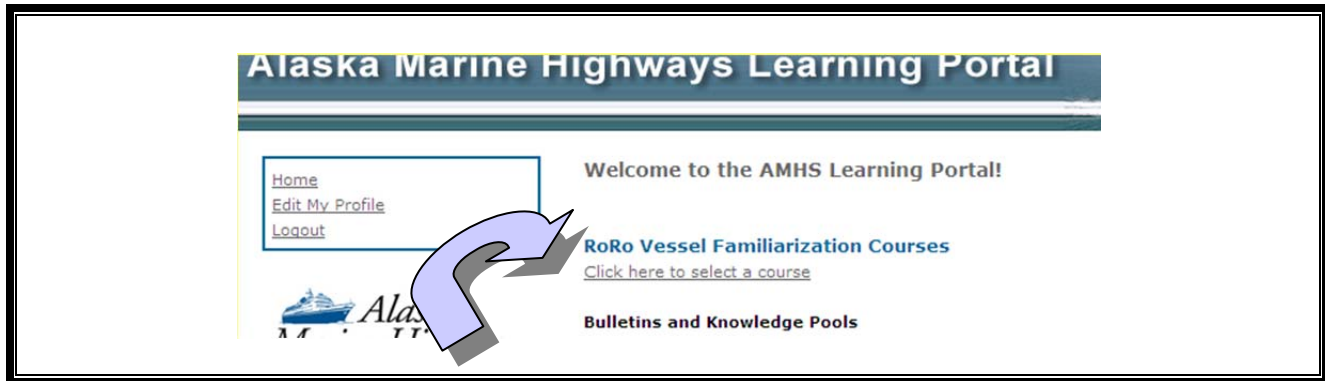 Alaska Marine Highways Learning Portal
Home
Edit My Profile
Logout
Welcome to the AMHS Learning Portal!
RoRo Vessel Familiarization Courses
Click here to select a course
Bulletins and Knowledge Pools